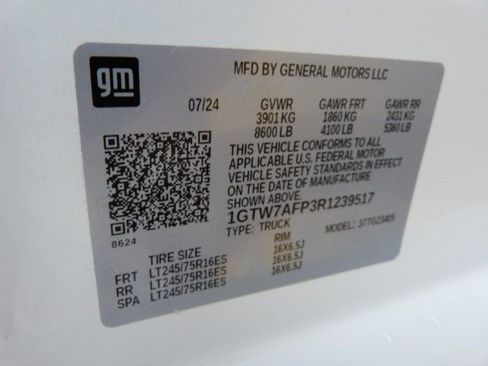 gm
MFD BY GENERAL MOTORS LLC
07/24 GVWR GAWR FRT GAWR RR
3901 KG 1860 KG 2431 KG
8600 LB 4100 LB 5360 LB
THIS VEHICLE CONFORMS TO ALL
APPLICABLE U.S. FEDERAL MOTOR
VEHICLE SAFETY STANDARDS IN EFFECT
ON THE DATE OF MANUFACTURE SHOWN ABOVE.
1GTW7AFP3R1239517
TYPE: TRUCK MODEL: 37TG23405
8624
TIRE SIZE RIM
FRT LT245/75R16ES 16X6.5J
RR LT245/75R16ES 16X6.5J
SPA LT245/75R16ES 16X6.5J